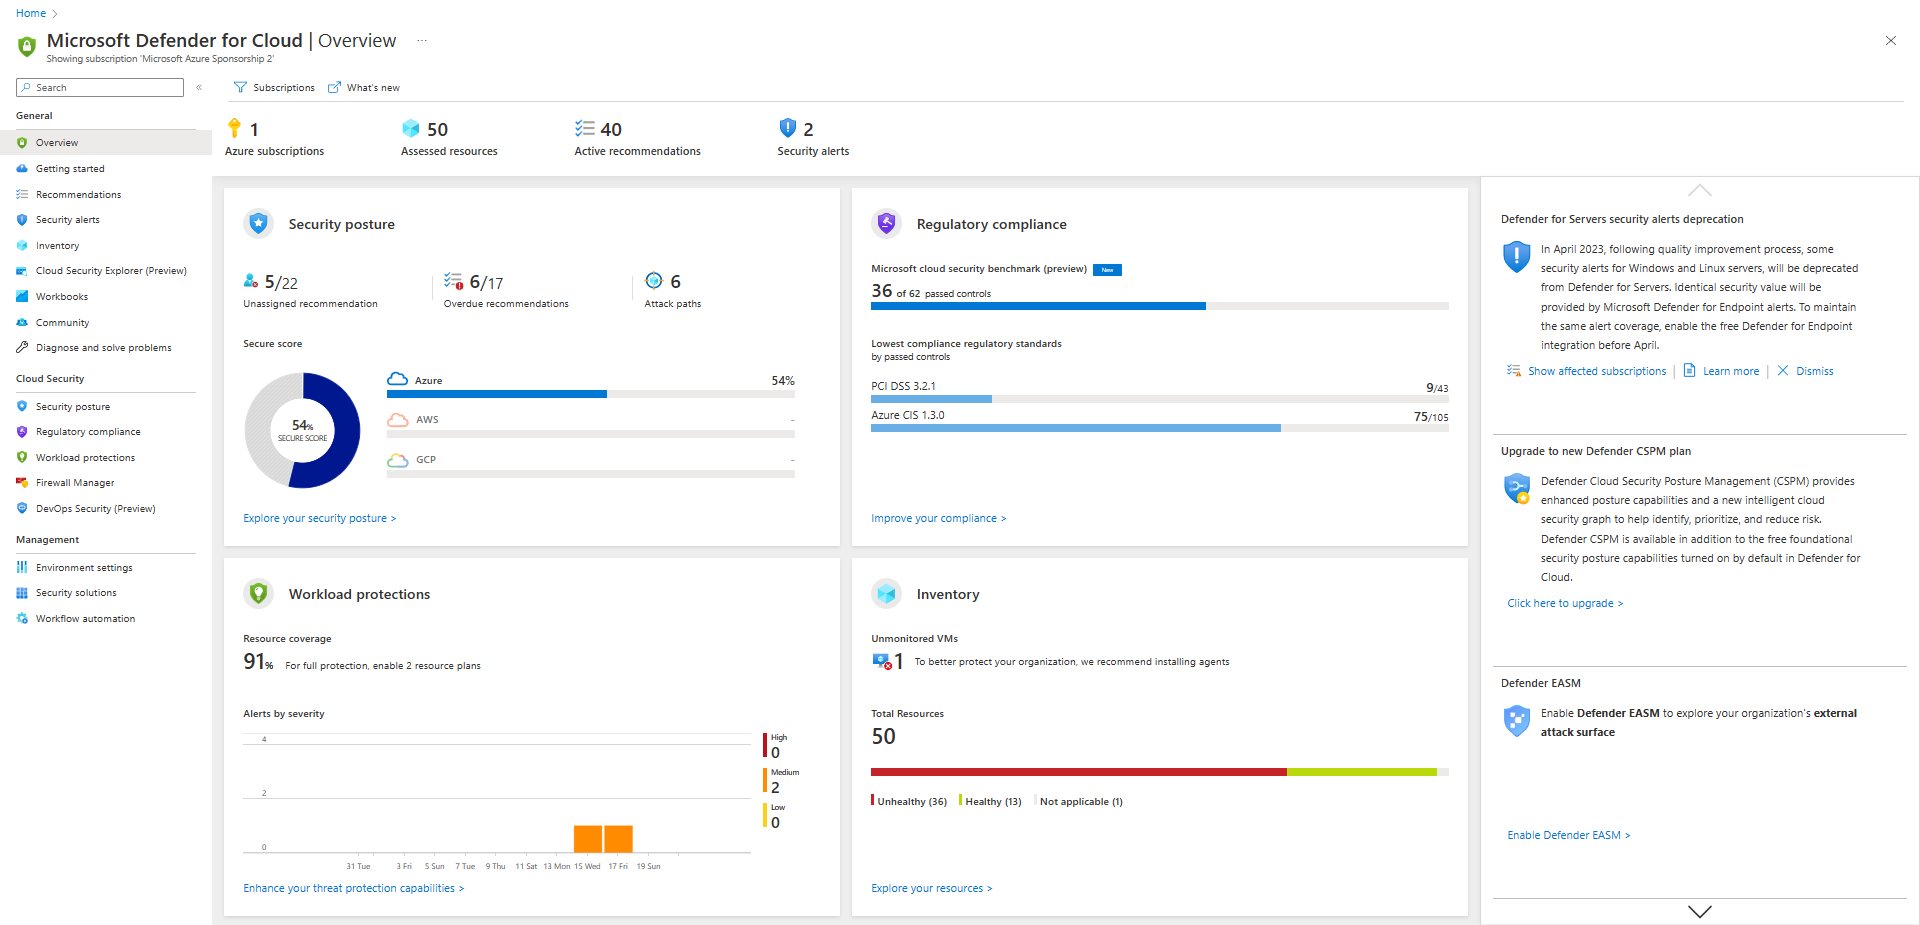 Home
Microsoft Defender for Cloud | Overview ...
Showing subscription 'Microsoft Azure Sponsorship 2'
Search
«
Subscriptions
What's new
General
Overview
Getting started
Recommendations
Security alerts
Inventory
Cloud Security Explorer (Preview)
Workbooks
Community
Diagnose and solve problems
Cloud Security
Security posture
Regulatory compliance
Workload protections
Firewall Manager
DevOps Security (Preview)
Management
Environment settings
Security solutions
Workflow automation
1
Azure subscriptions
50
Assessed resources
40
Active recommendations
2
Security alerts
Security posture
5/22
Unassigned recommendation
6/17
Overdue recommendations
6
Attack paths
Secure score
54%
SECURE SCORE
Azure 54%
AWS -
GCP -
Explore your security posture >
Regulatory compliance
Microsoft cloud security benchmark (preview) New
36 of 62 passed controls
Lowest compliance regulatory standards
by passed controls
PCI DSS 3.2.1 9/43
Azure CIS 1.3.0 75/105
Improve your compliance >
Workload protections
Resource coverage
91% For full protection, enable 2 resource plans
Alerts by severity
4
2
0
31 Tue 3 Fri 5 Sun 7 Tue 9 Thu 11 Sat 13 Mon 15 Wed 17 Fri 19 Sun
High
0
Medium
2
Low
0
Enhance your threat protection capabilities >
Inventory
Unmonitored VMs
1 To better protect your organization, we recommend installing agents
Total Resources
50
Unhealthy (36) Healthy (13) Not applicable (1)
Explore your resources >
Defender for Servers security alerts deprecation
In April 2023, following quality improvement process, some
security alerts for Windows and Linux servers, will be deprecated
from Defender for Servers. Identical security value will be
provided by Microsoft Defender for Endpoint alerts. To maintain
the same alert coverage, enable the free Defender for Endpoint
integration before April.
Show affected subscriptions | Learn more | Dismiss
Upgrade to new Defender CSPM plan
Defender Cloud Security Posture Management (CSPM) provides
enhanced posture capabilities and a new intelligent cloud
security graph to help identify, prioritize, and reduce risk.
Defender CSPM is available in addition to the free foundational
security posture capabilities turned on by default in Defender for
Cloud.
Click here to upgrade >
Defender EASM
Enable Defender EASM to explore your organization's external
attack surface
Enable Defender EASM >